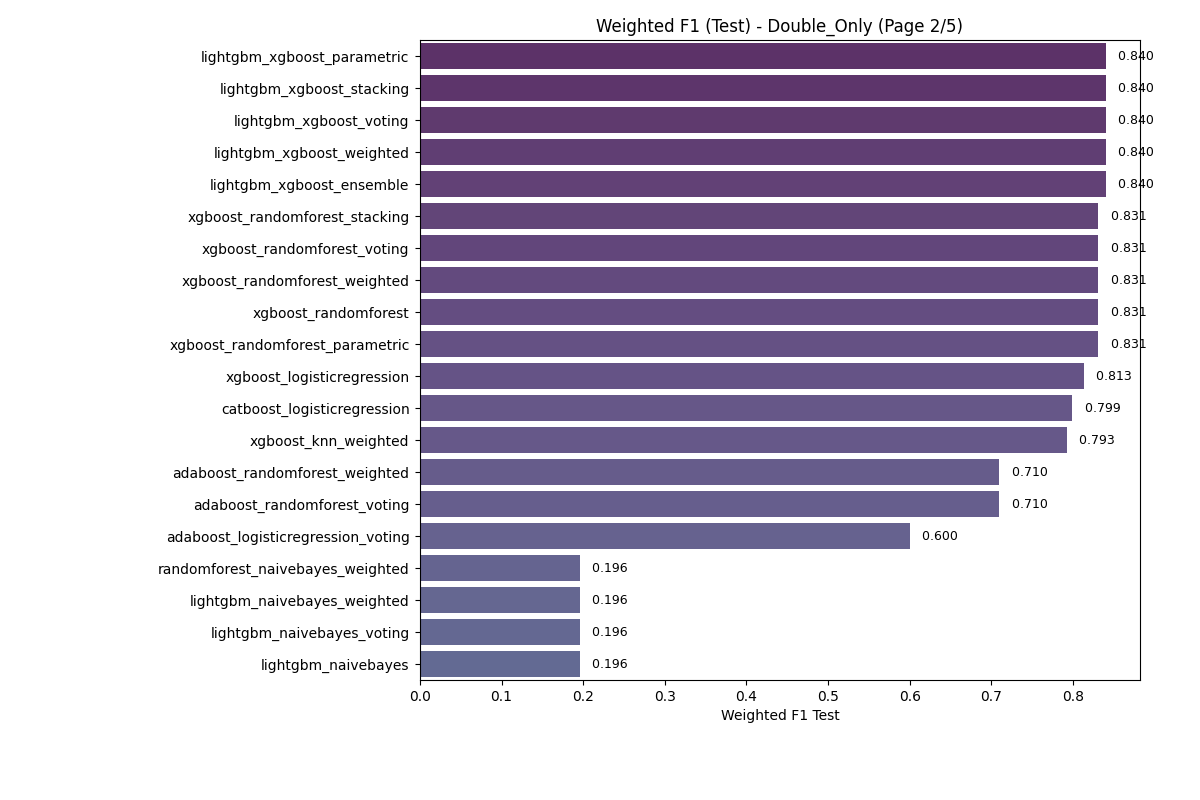 Weighted F1 (Test) - Double_Only (Page 2/5)
lightgbm_xgboost_parametric 0.840
lightgbm_xgboost_stacking 0.840
lightgbm_xgboost_voting 0.840
lightgbm_xgboost_weighted 0.840
lightgbm_xgboost_ensemble 0.840
xgboost_randomforest_stacking 0.831
xgboost_randomforest_voting 0.831
xgboost_randomforest_weighted 0.831
xgboost_randomforest 0.831
xgboost_randomforest_parametric 0.831
xgboost_logisticregression 0.813
catboost_logisticregression 0.799
xgboost_knn_weighted 0.793
adaboost_randomforest_weighted 0.710
adaboost_randomforest_voting 0.710
adaboost_logisticregression_voting 0.600
randomforest_naivebayes_weighted 0.196
lightgbm_naivebayes_weighted 0.196
lightgbm_naivebayes_voting 0.196
lightgbm_naivebayes 0.196
0.0 0.1 0.2 0.3 0.4 0.5 0.6 0.7 0.8
Weighted F1 Test